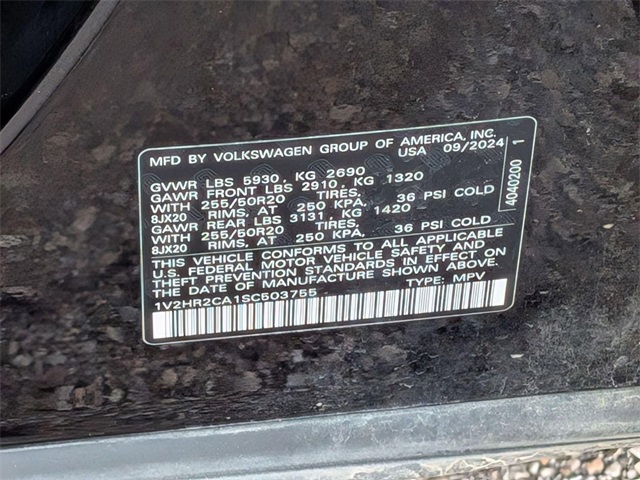 MFD BY VOLKSWAGEN GROUP OF AMERICA, INC.
USA 09/2024
GVWR LBS 5930, KG 2690
GAWR FRONT LBS 2910, KG 1320
WITH 255/50R20 TIRES,
8JX20 RIMS, AT 250 KPA, 36 PSI COLD
GAWR REAR LBS 3131, KG 1420
WITH 255/50R20 TIRES,
8JX20 RIMS, AT 250 KPA, 36 PSI COLD
THIS VEHICLE CONFORMS TO ALL APPLICABLE
U.S. FEDERAL MOTOR VEHICLE SAFETY AND
THEFT PREVENTION STANDARDS IN EFFECT ON
THE DATE OF MANUFACTURE SHOWN ABOVE.
1V2HR2CA1SC503755 TYPE: MPV
4040200 1